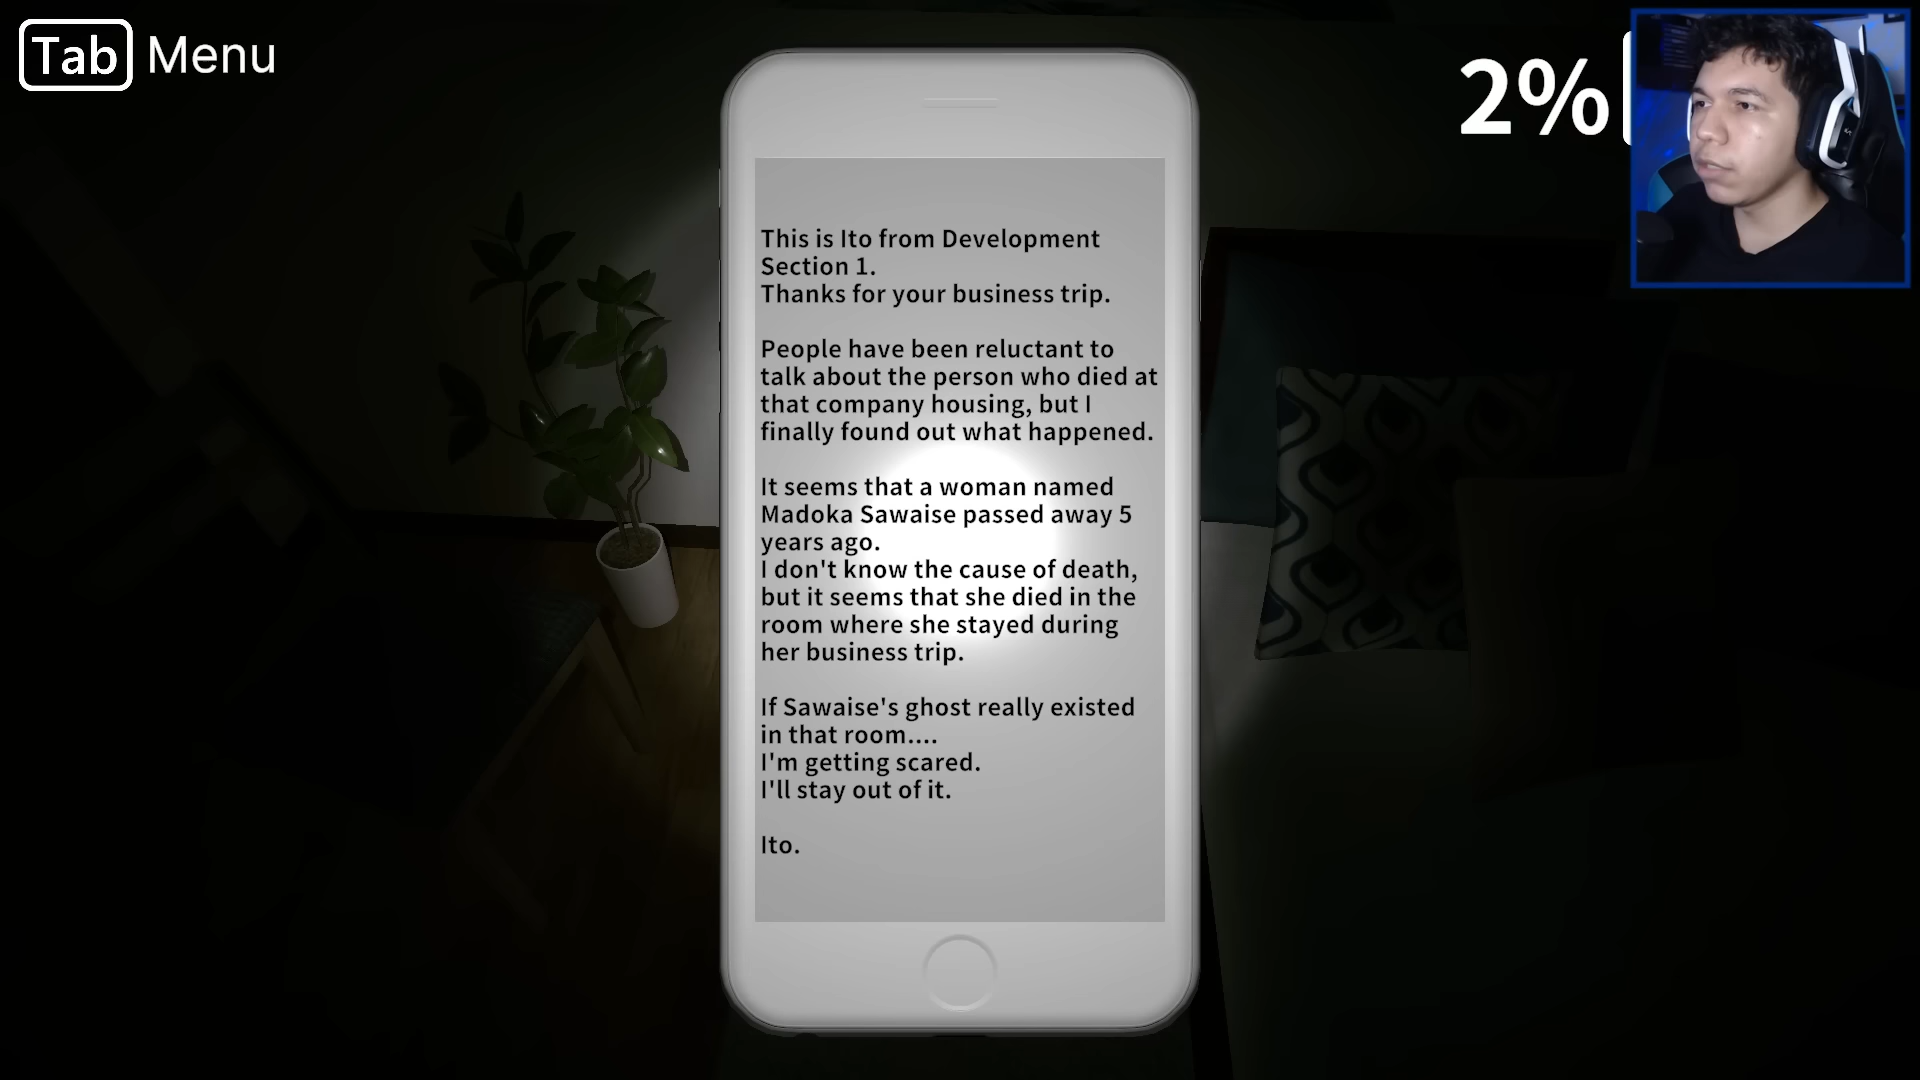 Tab Menu
2%
This is Ito from Development
Section 1.
Thanks for your business trip.
People have been reluctant to
talk about the person who died at
that company housing, but I
finally found out what happened.
It seems that a woman named
Madoka Sawaise passed away 5
years ago.
I don't know the cause of death,
but it seems that she died in the
room where she stayed during
her business trip.
If Sawaise's ghost really existed
in that room....
I'm getting scared.
I'll stay out of it.
Ito.